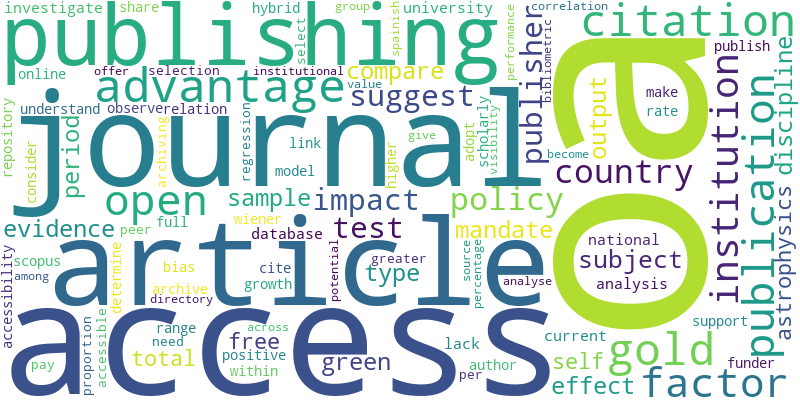 investigate share hybrid group university
publishing
select
spainish
performance
correlation
publisher
bibliometric
citation
online
offer selection institutional
advantage
value
compare
suggest
publish
oa
make
rate
output
discipline
publication
repository
understand observe relation
journal
period
consider
archiving
regression
link
model
give
higher
adopt
scholarly
visibility
become
country
institution
astrophysics
open
sample
impact
policy
evidence
peer
full
wiener
database
test
mandate
national
subject
analysis
accessibility
scopus
among
determine
bias
archive
directory
article
cite
growth
potential
greater
type
source
percentage
analyse
access
accessible
proportion
pay
range
need
total
across
free
positive
within
green
lack
author
per
current
self
effect
gold
support
funder
factor